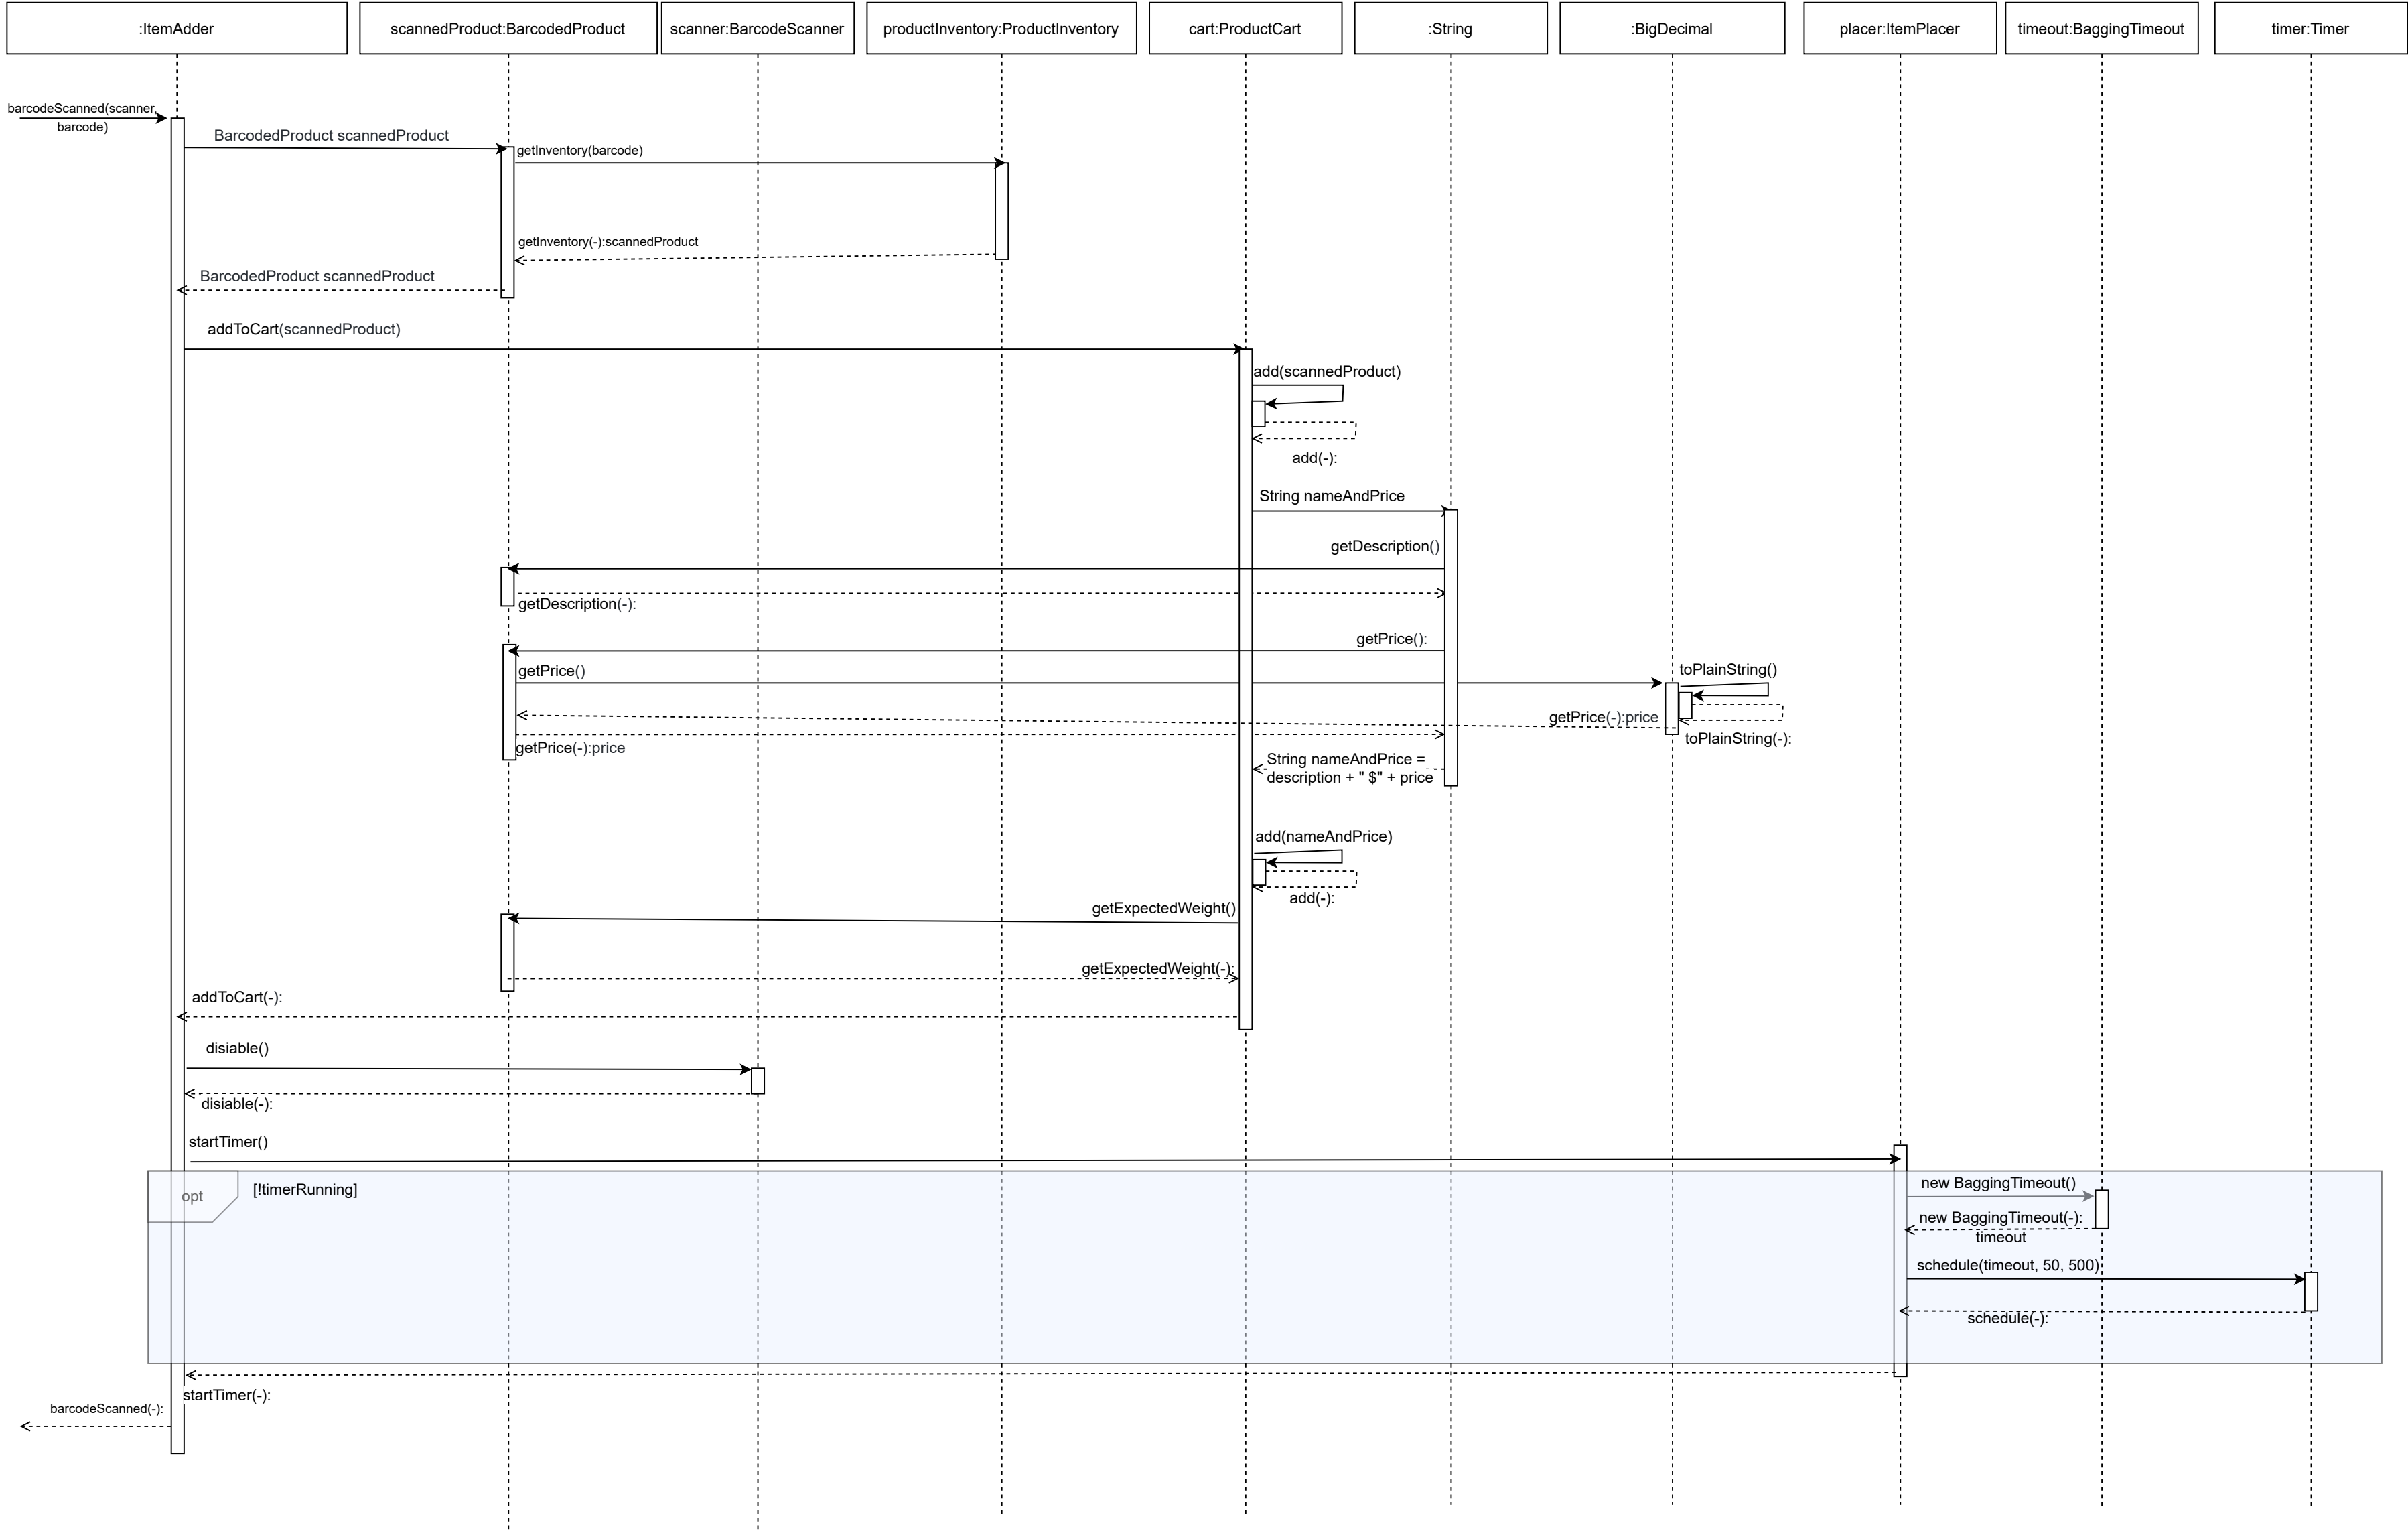 :ItemAdder
scannedProduct:BarcodedProduct
scanner:BarcodeScanner
productInventory:ProductInventory
cart:ProductCart
:String
:BigDecimal
placer:ItemPlacer
timeout:BaggingTimeout
timer:Timer
barcodeScanned(scanner,
barcode)
BarcodedProduct scannedProduct
getInventory(barcode)
getInventory(-):scannedProduct
BarcodedProduct scannedProduct
addToCart(scannedProduct)
add(scannedProduct)
add(-):
String nameAndPrice
getDescription()
getDescription(-):
getPrice():
getPrice()
toPlainString()
getPrice(-):price
toPlainString(-):
getPrice(-):price
String nameAndPrice =
description + " $" + price
add(nameAndPrice)
add(-):
getExpectedWeight()
getExpectedWeight(-):
addToCart(-):
disiable()
disiable(-):
startTimer()
opt
[!timerRunning]
new BaggingTimeout()
new BaggingTimeout(-):
timeout
schedule(timeout, 50, 500)
schedule(-):
startTimer(-):
barcodeScanned(-):